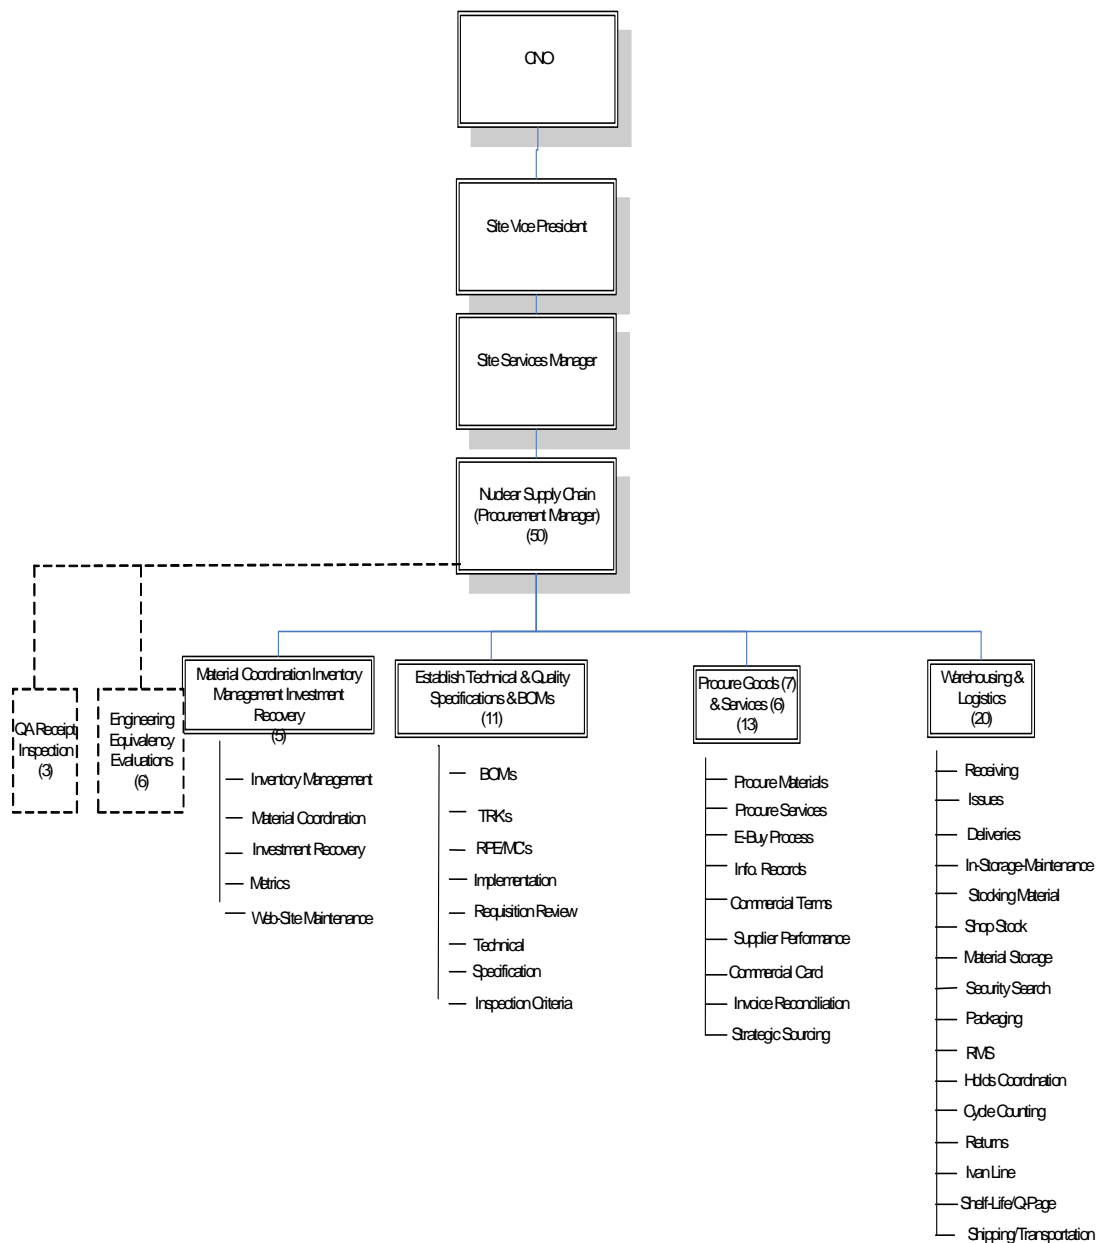 CNO
Site Vice President
Site Services Manager
Nuclear Supply Chain
(Procurement Manager)
(50)
QA Receipt
Inspection
(3)
Engineering
Equivalency
Evaluations
(6)
Material Coordination Inventory
Management Investment
Recovery
(5)
Inventory Management
Material Coordination
Investment Recovery
Metrics
Web-Site Maintenance
Establish Technical & Quality
Specifications & BOMs
(11)
BOMs
TRK's
RPE/MC's
Implementation
Requisition Review
Technical
Specification
Inspection Criteria
Procure Goods (7)
& Services (6)
(13)
Procure Materials
Procure Services
E-Buy Process
Info. Records
Commercial Terms
Supplier Performance
Commercial Card
Invoice Reconciliation
Strategic Sourcing
Warehousing &
Logistics
(20)
Receiving
Issues
Deliveries
In-Storage-Maintenance
Stocking Material
Shop Stock
Material Storage
Security Search
Packaging
RMS
Holds Coordination
Cycle Counting
Returns
Ivan Line
Shelf-Life/Q-Page
Shipping/Transportation